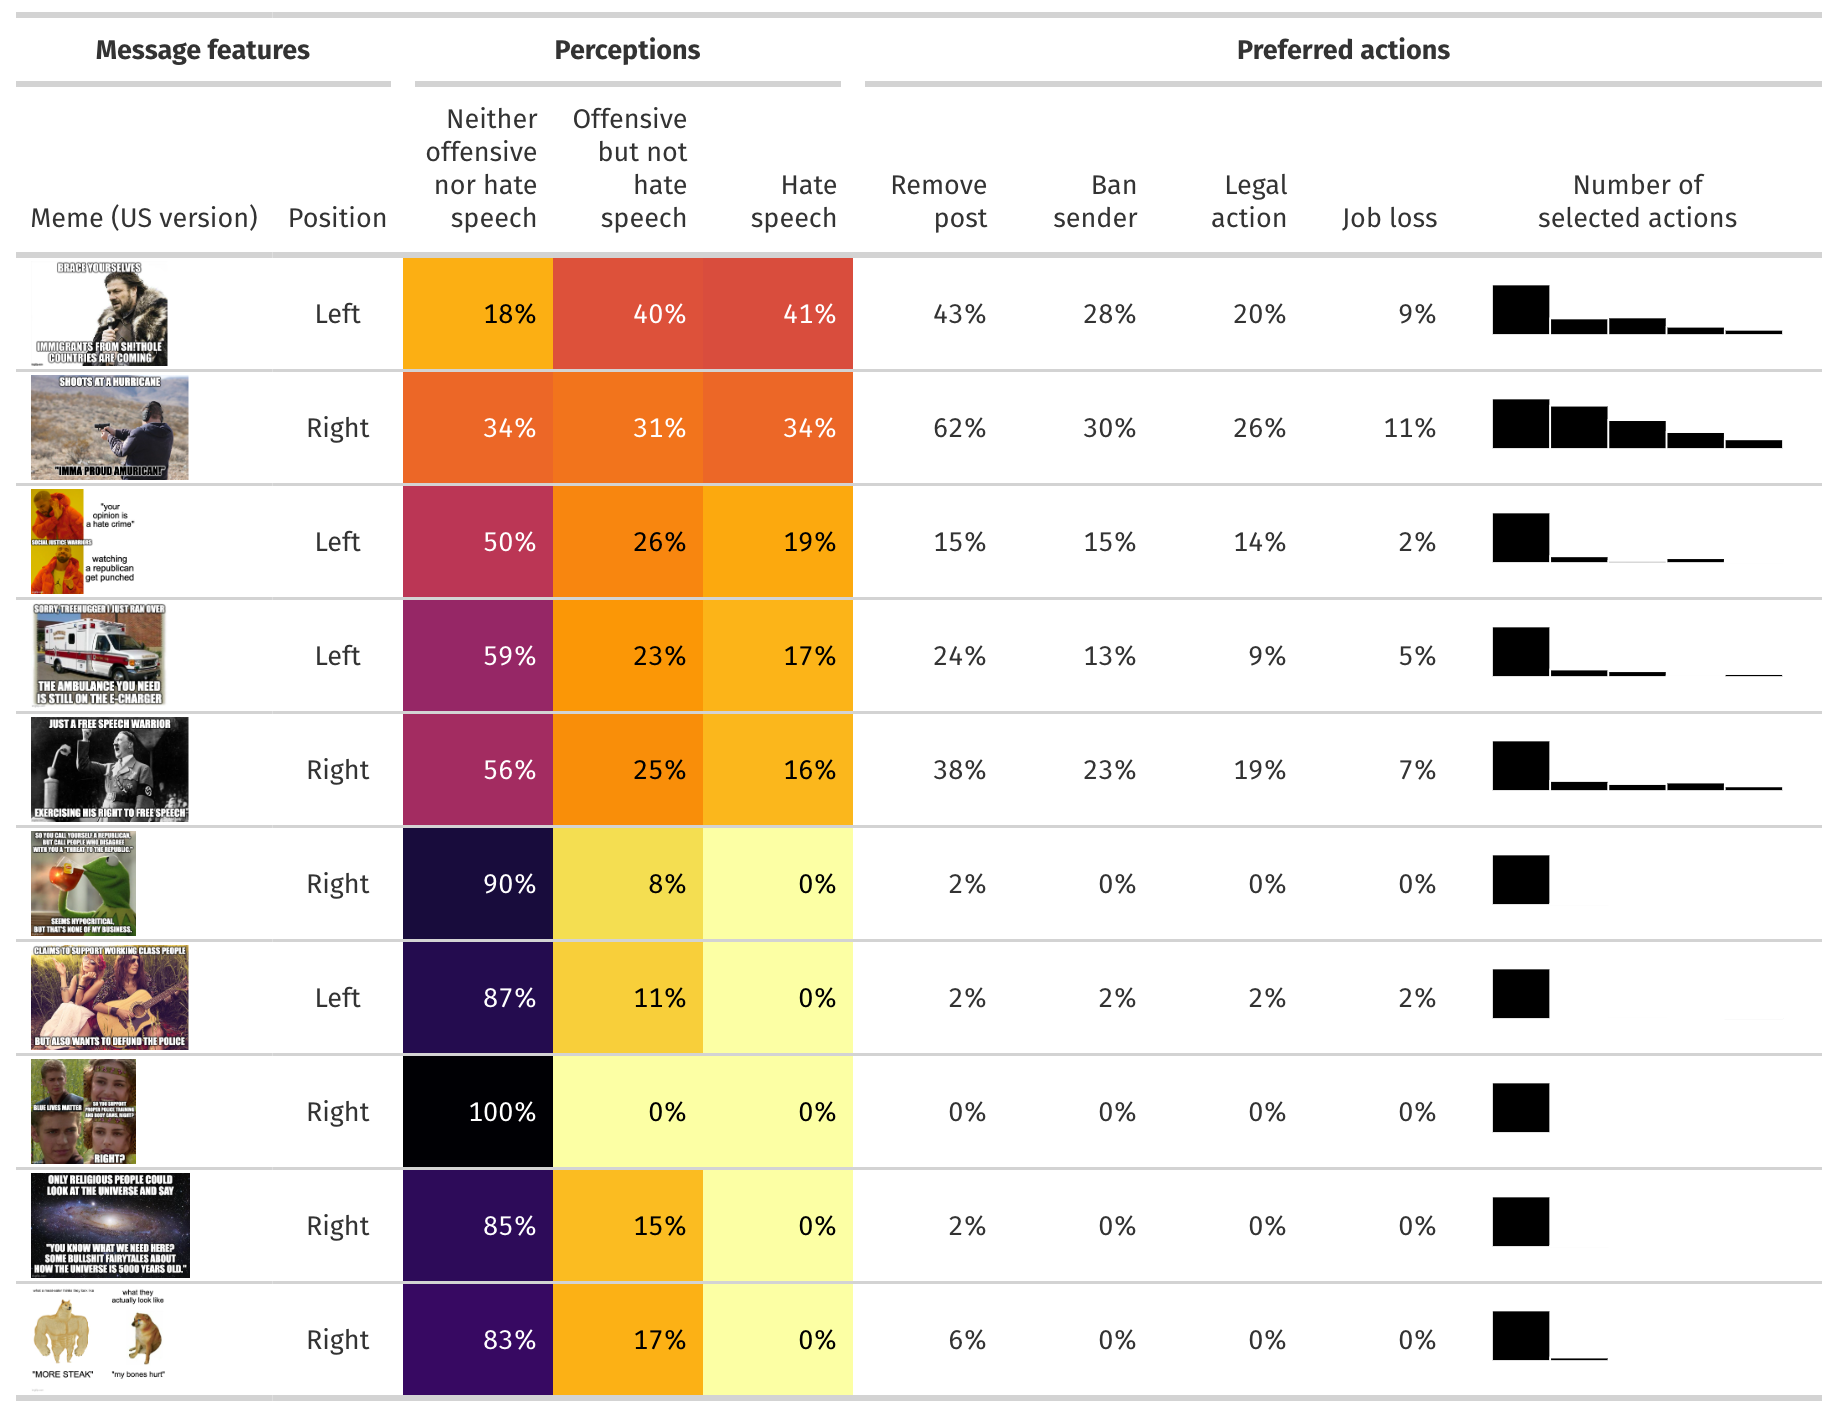 Message features Perceptions Preferred actions
Neither Offensive
offensive but not
nor hate hate Hate Remove Ban Legal Number of
Meme (US version) Position speech speech speech post sender action Job loss selected actions
BRACE YOURSELVES
IMMIGRANTS FROM SH!THOLE
COUNTRIES ARE COMING
Left 18% 40% 41% 43% 28% 20% 9%
SHOOTS AT A HURRICANE
"IMMA PROUD AMURICAN!"
Right 34% 31% 34% 62% 30% 26% 11%
"your
opinion is
a hate crime"
SOCIAL JUSTICE WARRIORS
watching
a republican
get punched
Left 50% 26% 19% 15% 15% 14% 2%
SORRY, TREEHUGGER I JUST RAN OVER
THE AMBULANCE YOU NEED
IS STILL ON THE E-CHARGER
Left 59% 23% 17% 24% 13% 9% 5%
JUST A FREE SPEECH WARRIOR
EXERCISING HIS RIGHT TO FREE SPEECH"
Right 56% 25% 16% 38% 23% 19% 7%
SO YOU CALL YOURSELF A REPUBLICAN,
BUT CALL PEOPLE WHO DISAGREE
WITH YOU A "THREAT TO THE REPUBLIC."
SEEMS HYPOCRITICAL,
BUT THAT'S NONE OF MY BUSINESS.
Right 90% 8% 0% 2% 0% 0% 0%
CLAIMS TO SUPPORT WORKING CLASS PEOPLE
BUT ALSO WANTS TO DEFUND THE POLICE
Left 87% 11% 0% 2% 2% 2% 2%
BLUE LIVES MATTER
SO YOU SUPPORT
PROPER POLICE TRAINING
AND BODY CAMS, RIGHT?
RIGHT?
Right 100% 0% 0% 0% 0% 0% 0%
ONLY RELIGIOUS PEOPLE COULD
LOOK AT THE UNIVERSE AND SAY
"YOU KNOW WHAT WE NEED HERE?
SOME BULLSHIT FAIRYTALES ABOUT
HOW THE UNIVERSE IS 5000 YEARS OLD."
Right 85% 15% 0% 2% 0% 0% 0%
what they
actually look like
"MORE STEAK" "my bones hurt"
Right 83% 17% 0% 6% 0% 0% 0%